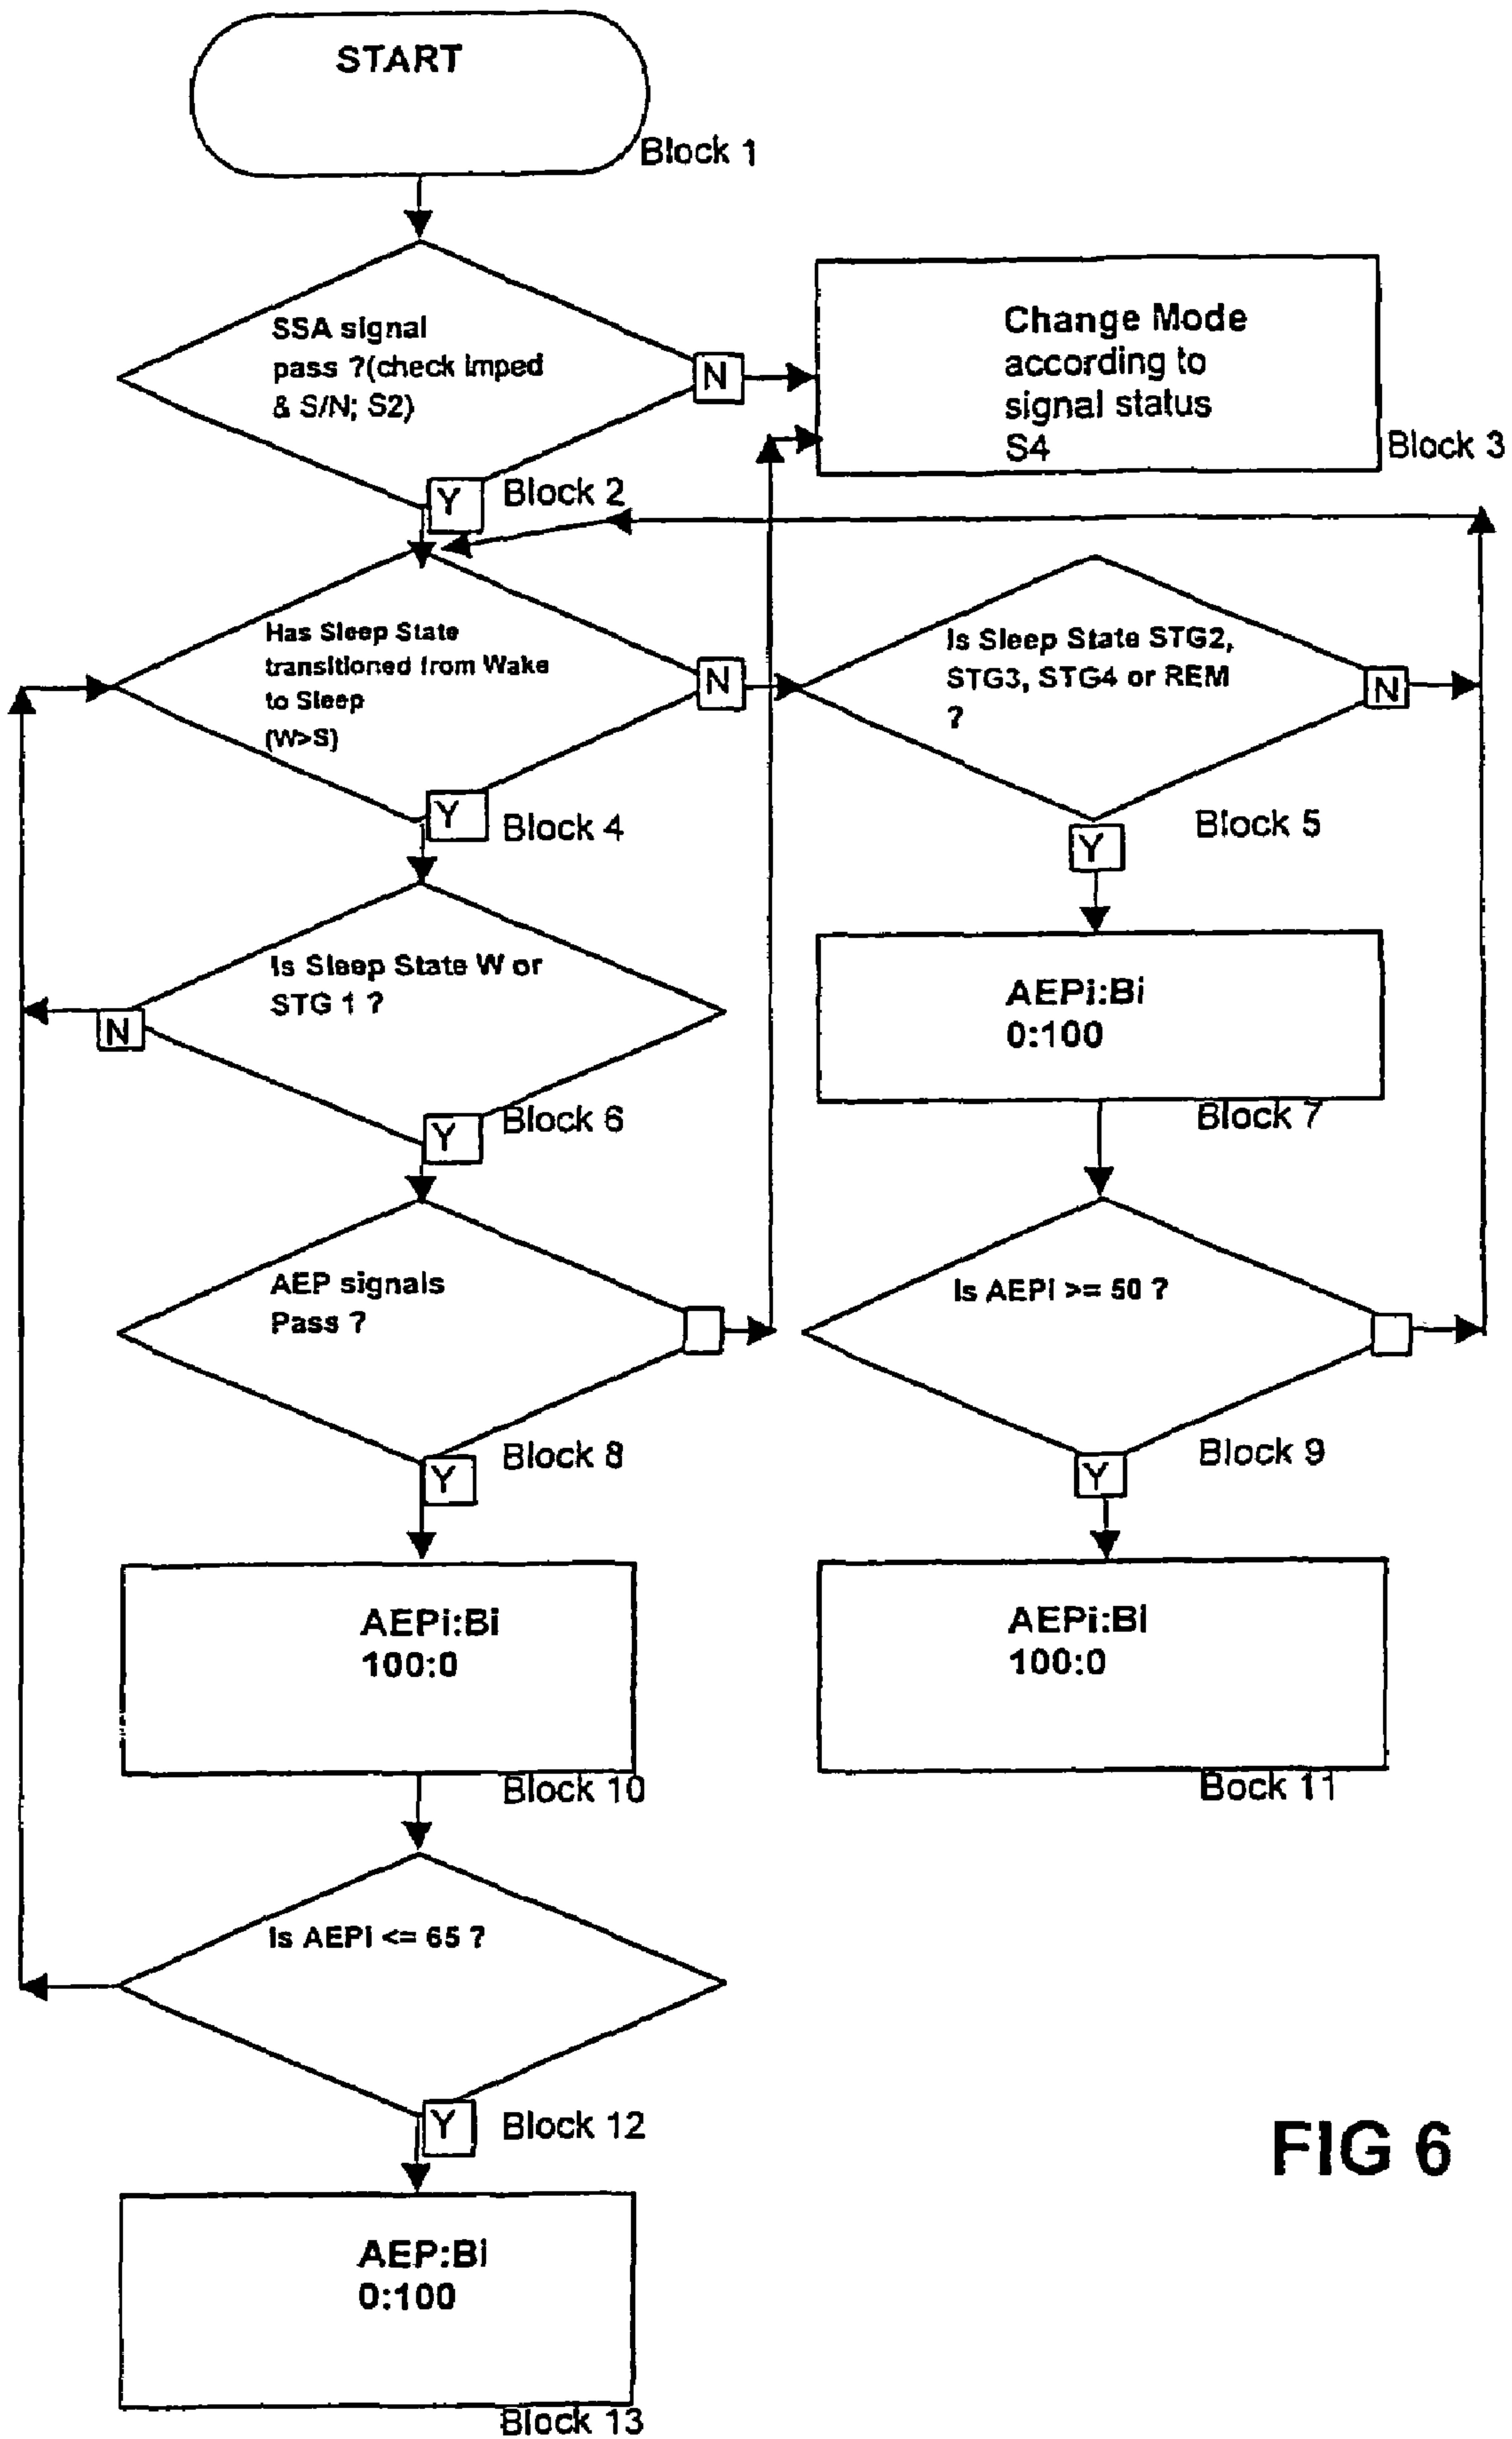 START
Block 1
SSA signal
pass ?(check Imped
& S/N; S2)
N
Y
Block 2
Change Mode
according to
signal status
S4
Block 3
Has Sleep State
transitioned from Wake
to Sleep
(W>S)
N
Y
Block 4
Is Sleep State STG2,
STG3, STG4 or REM
?
N
Y
Block 5
Is Sleep State W or
STG 1 ?
N
Y
Block 6
AEPi:Bi
0:100
Block 7
AEP signals
Pass ?
Y
Block 8
Is AEPi >= 50 ?
Y
Block 9
AEPi:Bi
100:0
Block 10
AEPi:Bi
100:0
Bock 11
Is AEPi <= 65 ?
Y
Block 12
AEP:Bi
0:100
Block 13
FIG 6